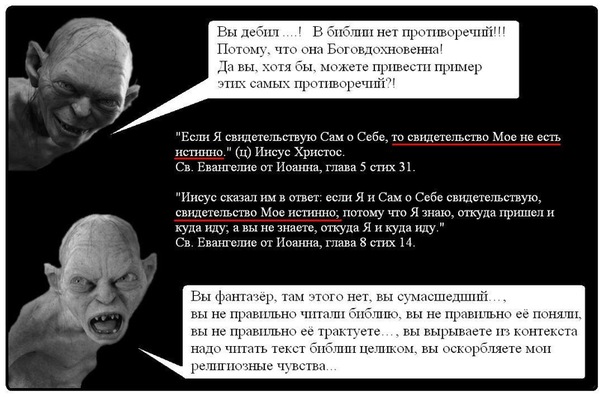 Вы дебил ....! В библии нет противоречий!!!
Потому, что она Боговдохновенна!
Да вы, хотя бы, можете привести пример
этих самых противоречий?!
"Если Я свидетельствую Сам о Себе, то свидетельство Мое не есть
истинно." (ц) Иисус Христос.
Св. Евангелие от Иоанна, глава 5 стих 31.
"Иисус сказал им в ответ: если Я и Сам о Себе свидетельствую,
свидетельство Мое истинно; потому что Я знаю, откуда пришел и
куда иду; а вы не знаете, откуда Я и куда иду."
Св. Евангелие от Иоанна, глава 8 стих 14.
Вы фантазёр, там этого нет, вы сумасшедший...,
вы не правильно читали библию, вы не правильно её поняли,
вы не правильно её трактуете..., вы вырываете из контекста
надо читать текст библии целиком, вы оскорбляете мои
религиозные чувства...